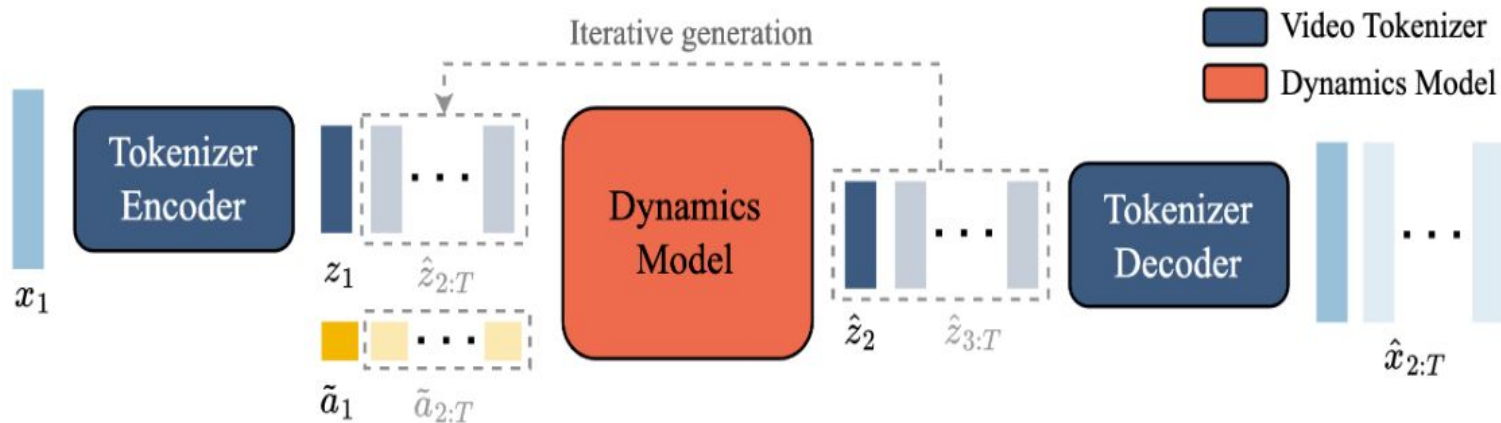 Iterative generation
Video Tokenizer
Dynamics Model
Tokenizer
Encoder
Dynamics
Model
Tokenizer
Decoder
x₁
z₁
ẑ₂:T
ã₁
ã₂:T
ẑ₂
ẑ₃:T
x̂₂:T